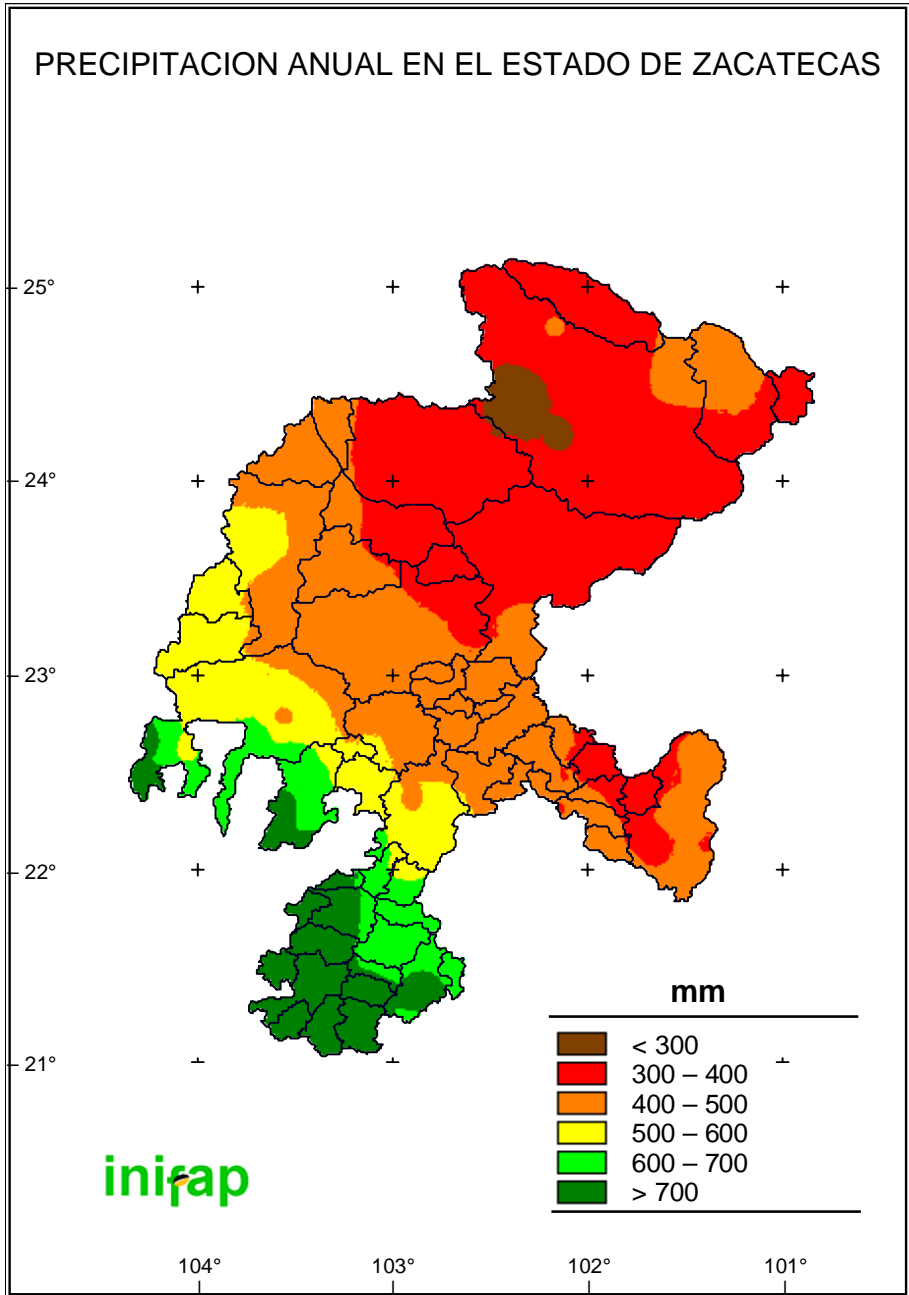 PRECIPITACION ANUAL EN EL ESTADO DE ZACATECAS
25°
24°
23°
22°
21°
mm
< 300
300 – 400
400 – 500
500 – 600
600 – 700
> 700
inifap
104°
103°
102°
101°